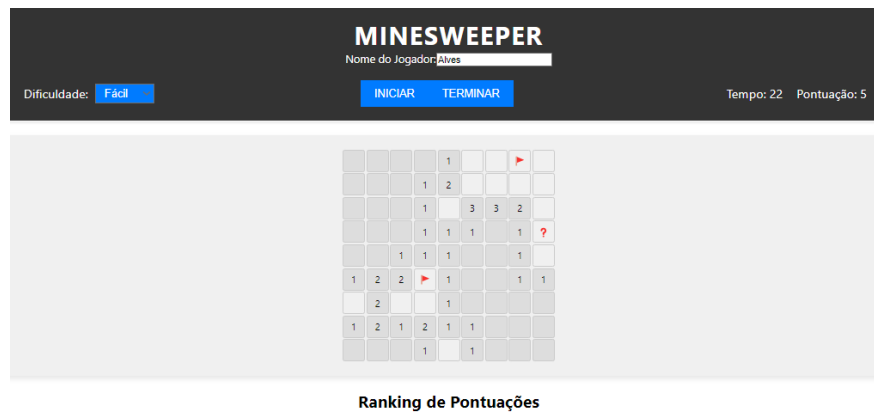 MINESWEEPER
Nome do Jogador: Alves
Dificuldade: Fácil INICIAR TERMINAR Tempo: 22 Pontuação: 5
1
1 2
1 3 3 2
1 1 1 1 ?
1 1 1 1
1 2 2 1 1 1
2 1
1 2 1 2 1 1
1 1
Ranking de Pontuações